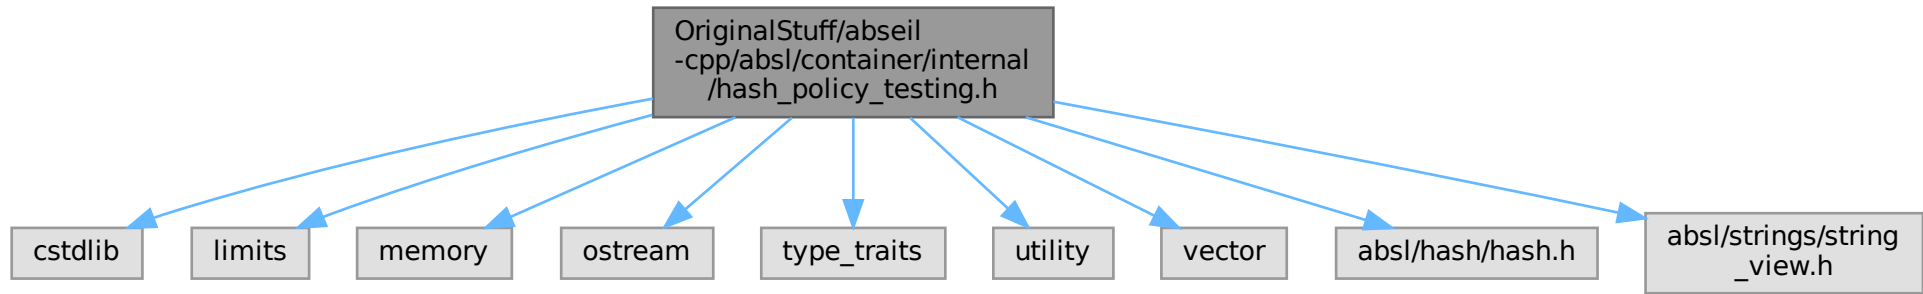 OriginalStuff/abseil
-cpp/absl/container/internal
/hash_policy_testing.h
cstdlib
limits
memory
ostream
type_traits
utility
vector
absl/hash/hash.h
absl/strings/string
_view.h